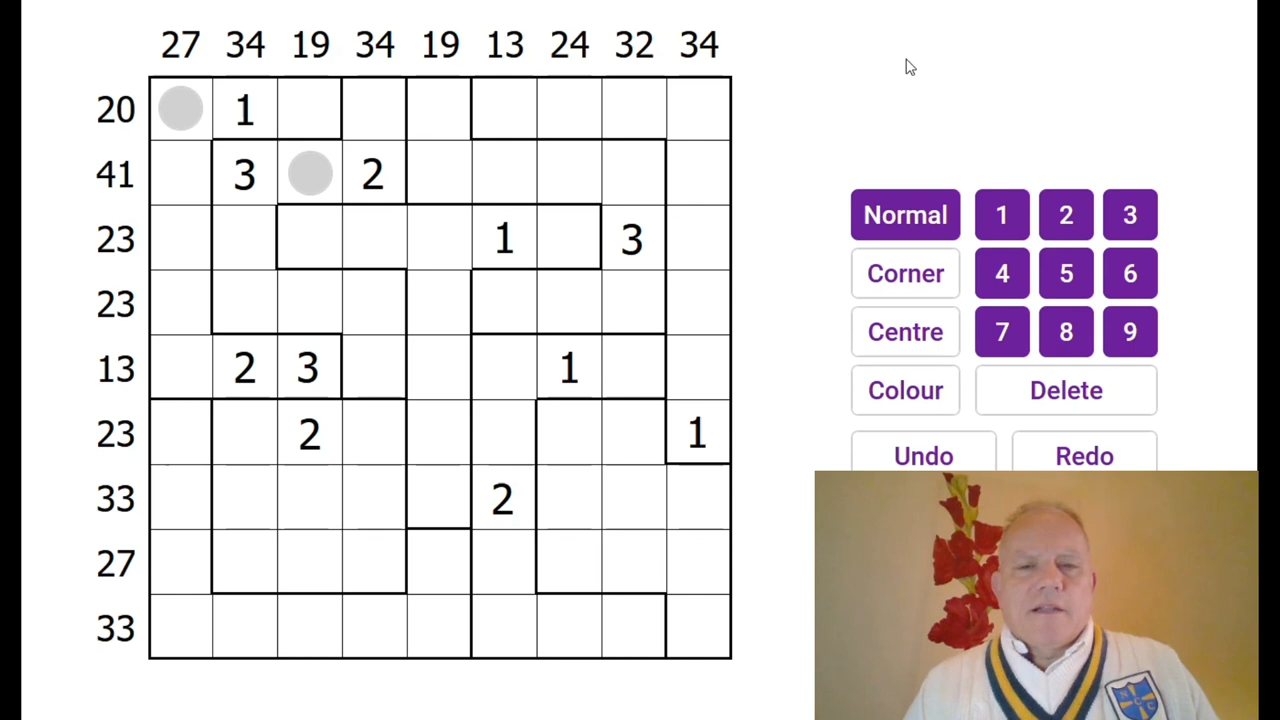 27 34 19 34 19 13 24 32 34
20 1
41 3 2
Normal 1 2 3
23 1 3
Corner 4 5 6
23
Centre 7 8 9
13 2 3 1
Colour Delete
23 2 1
Undo Redo
33 2
27
33
N C C